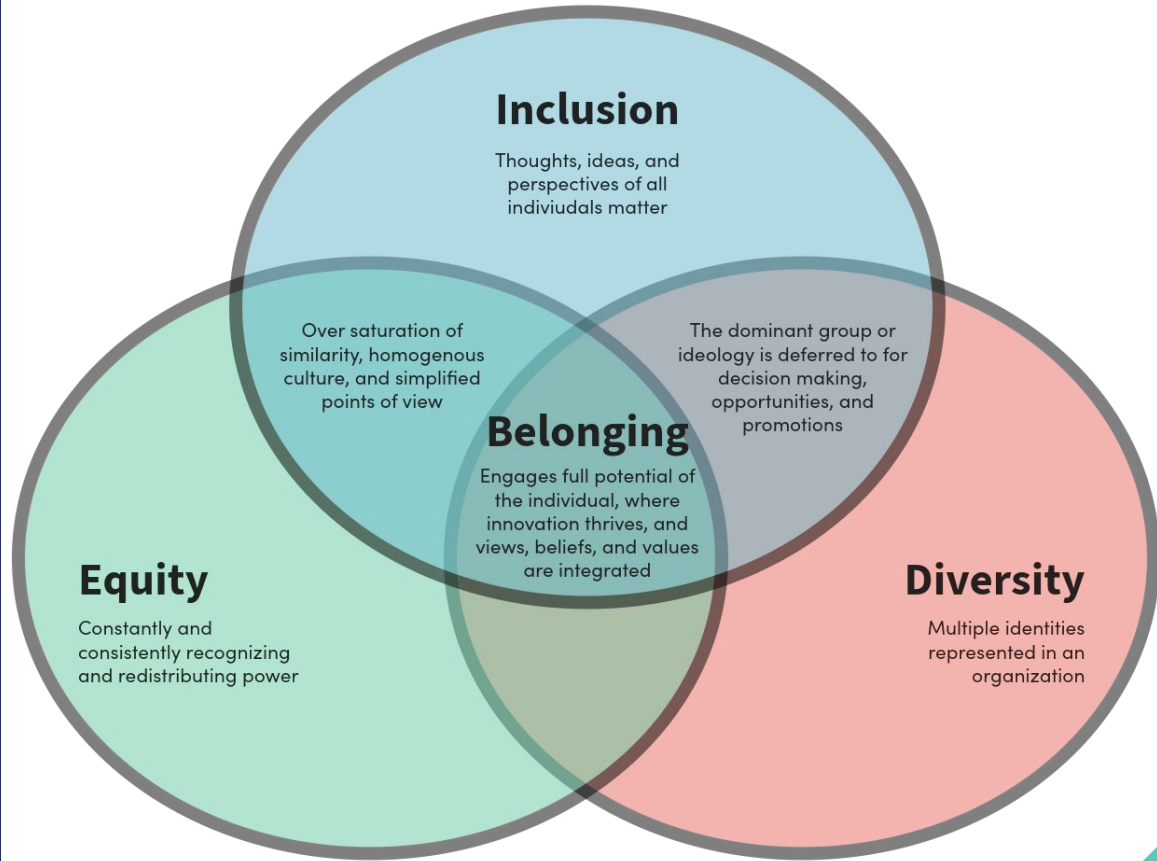 Inclusion
Thoughts, ideas, and
perspectives of all
indiviudals matter
Over saturation of
similarity, homogenous
culture, and simplified
points of view
The dominant group or
ideology is deferred to for
decision making,
opportunities, and
promotions
Belonging
Engages full potential of
the individual, where
innovation thrives, and
views, beliefs, and values
are integrated
Equity
Constantly and
consistently recognizing
and redistributing power
Diversity
Multiple identities
represented in an
organization